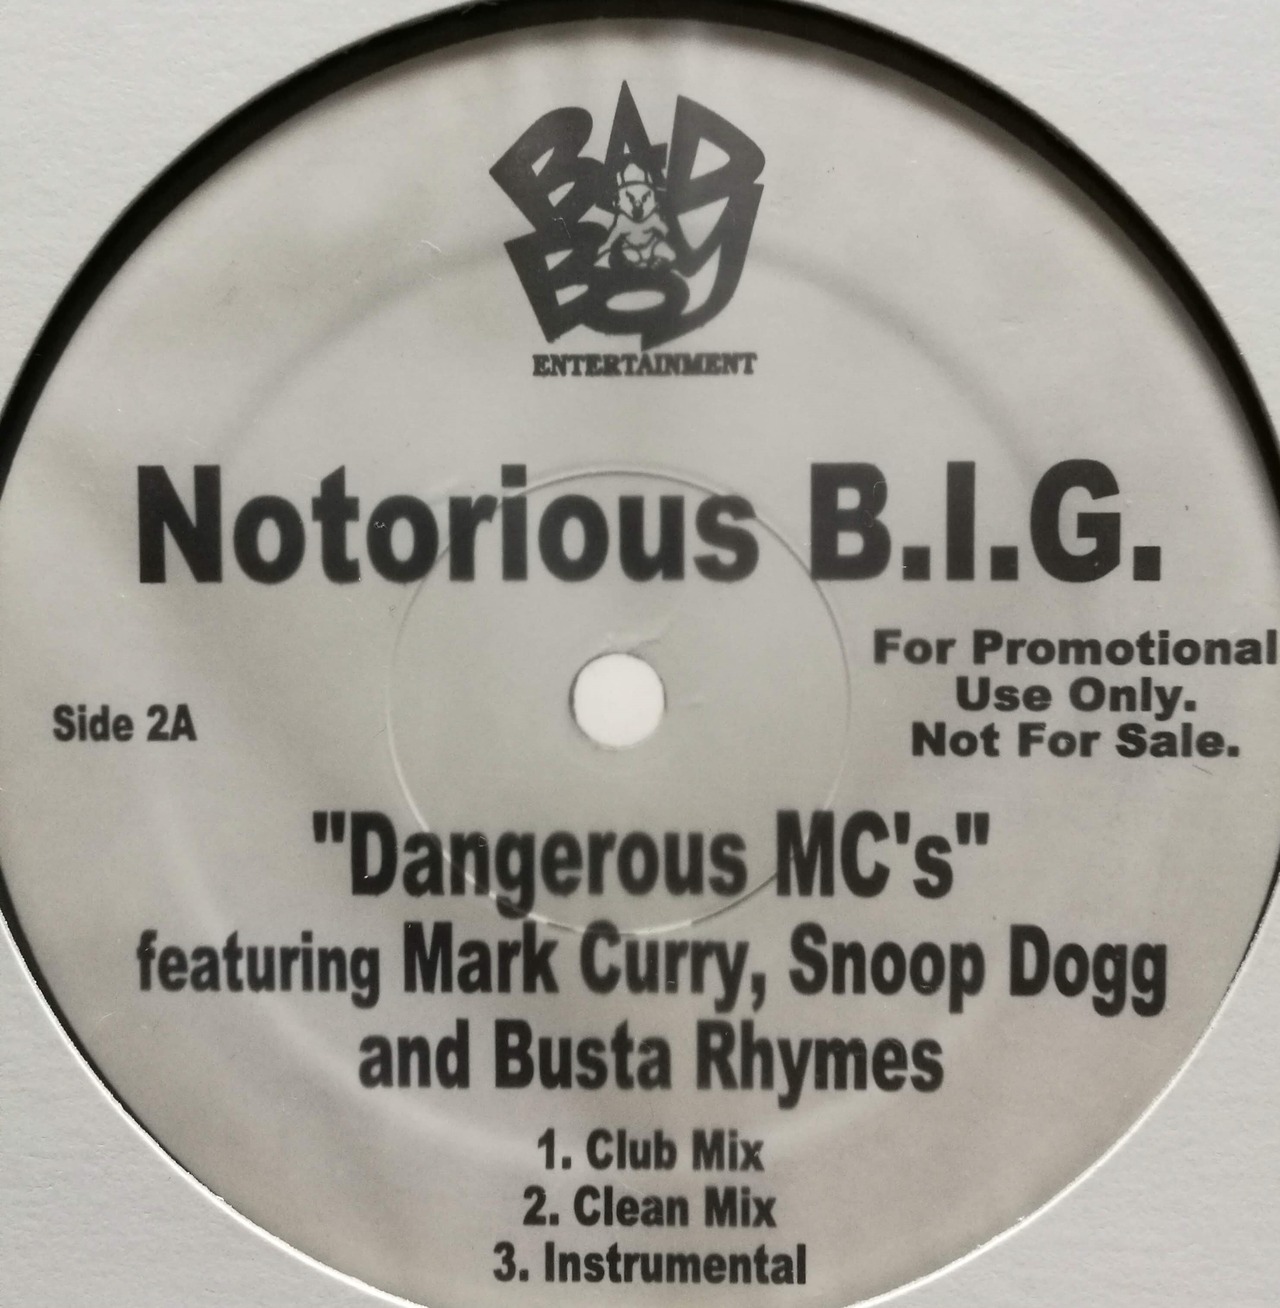 BAD
BOY
ENTERTAINMENT
Notorious B.I.G.
For Promotional
Use Only.
Not For Sale.
Side 2A
"Dangerous MC's"
featuring Mark Curry, Snoop Dogg
and Busta Rhymes
1. Club Mix
2. Clean Mix
3. Instrumental